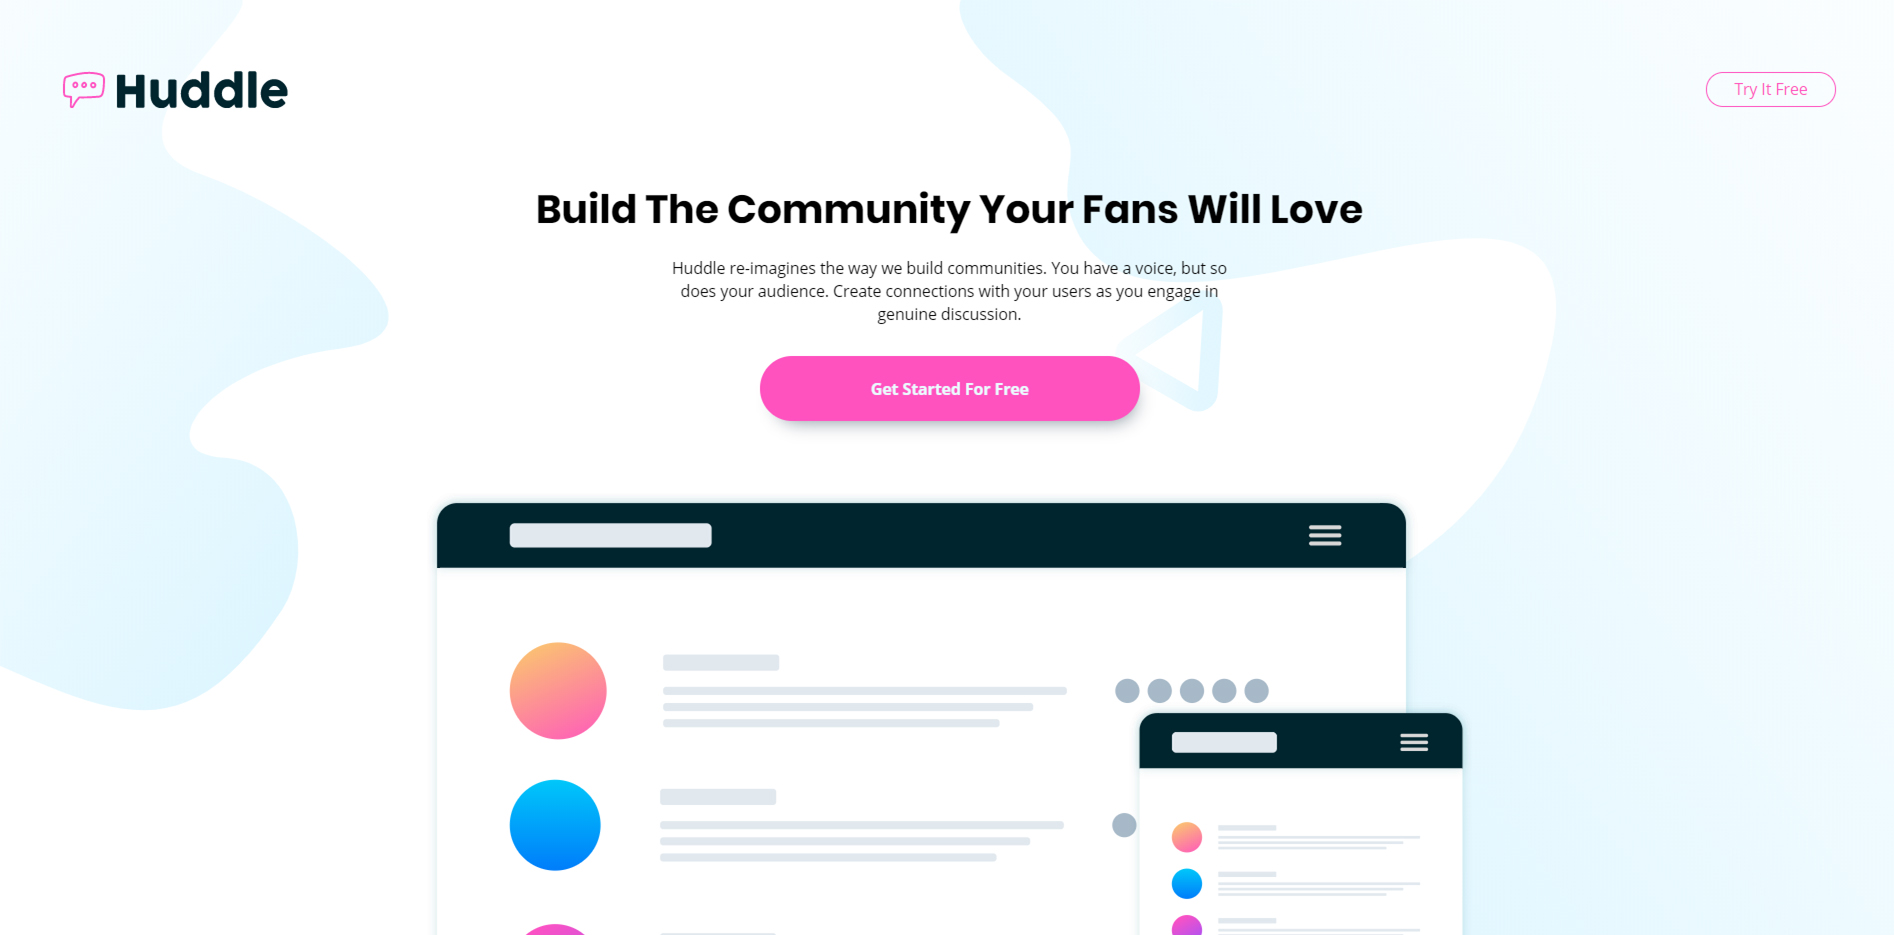 Huddle
Try It Free
Build The Community Your Fans Will Love
Huddle re-imagines the way we build communities. You have a voice, but so
does your audience. Create connections with your users as you engage in
genuine discussion.
Get Started For Free